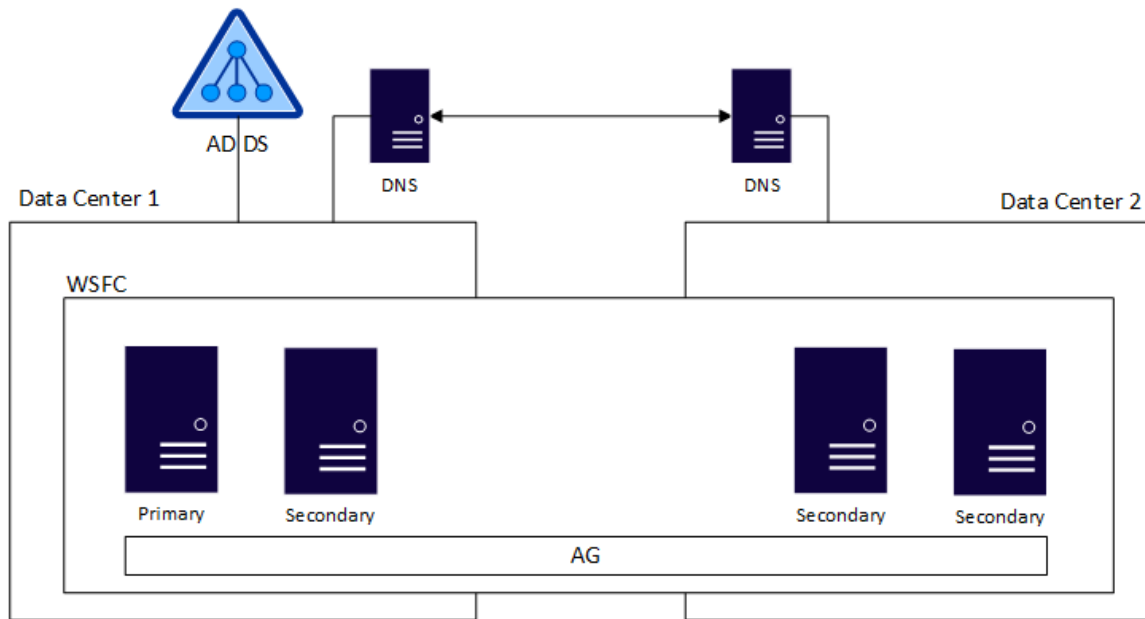 AD DS
DNS
DNS
Data Center 1
Data Center 2
WSFC
Primary
Secondary
Secondary
Secondary
AG